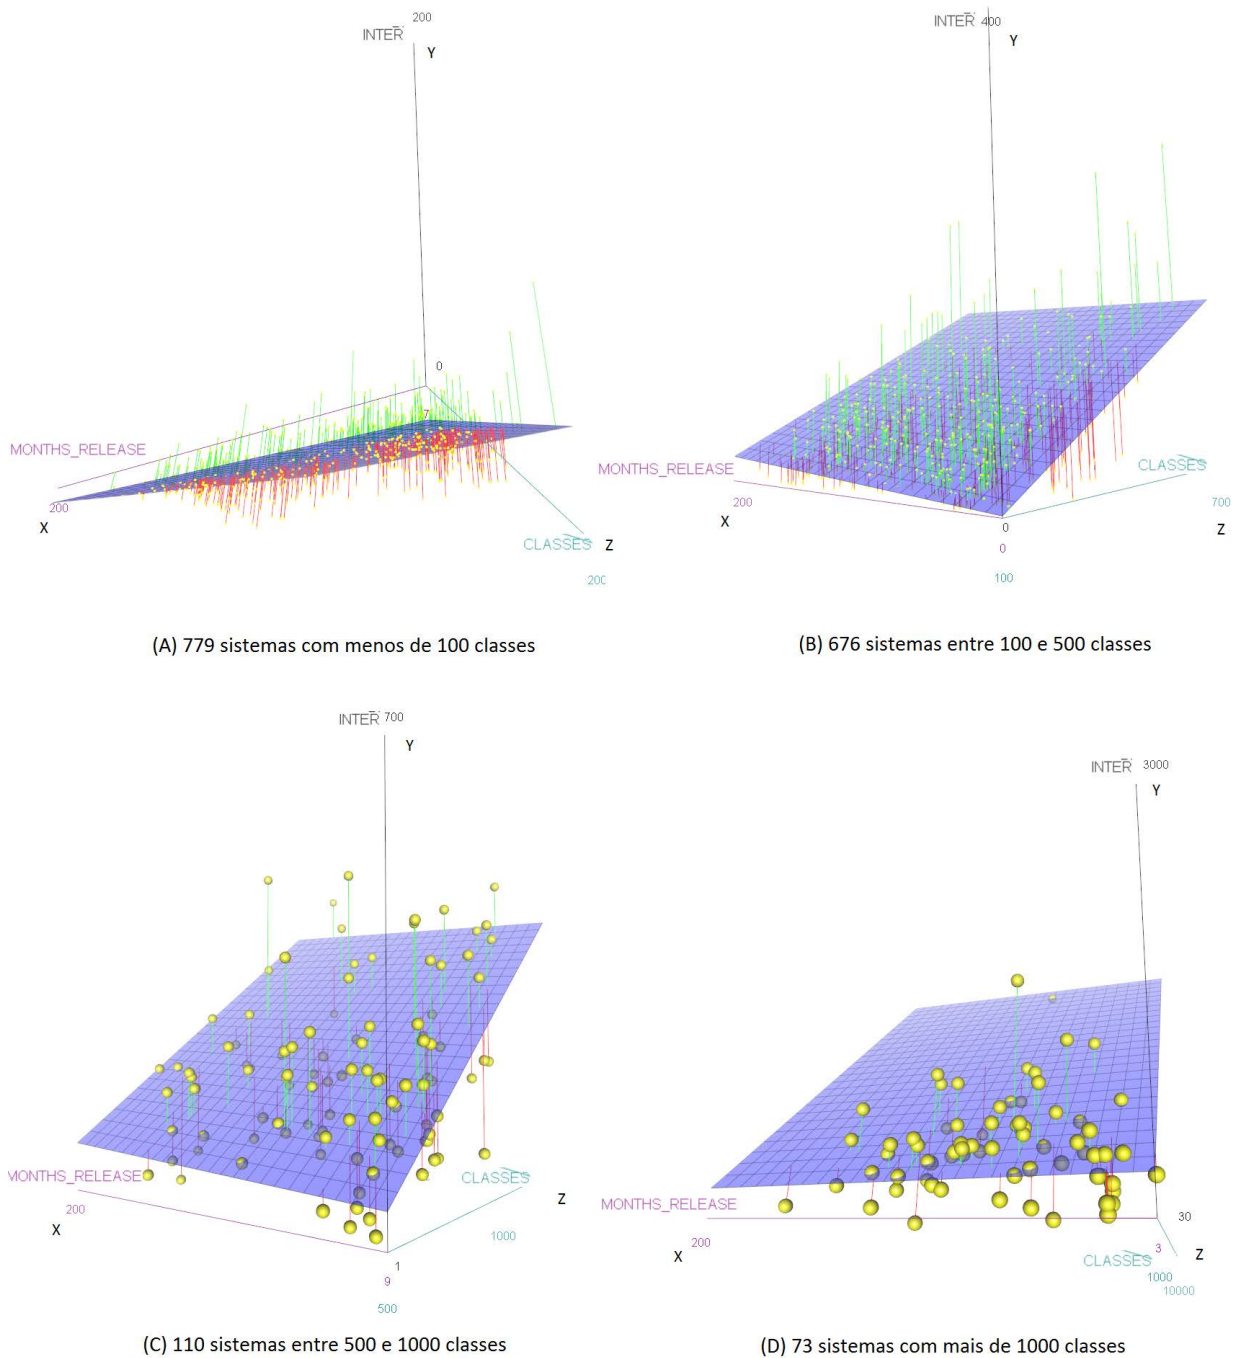 200
INTER
Y
0
7
MONTHS_RELEASE
200
X
CLASSES Z
200
(A) 779 sistemas com menos de 100 classes
INTER 400
Y
MONTHS_RELEASE
200
X
CLASSES
700
Z
0
0
100
(B) 676 sistemas entre 100 e 500 classes
INTER 700
Y
MONTHS_RELEASE
200
X
CLASSES
Z
1000
1
9
500
(C) 110 sistemas entre 500 e 1000 classes
INTER 3000
Y
MONTHS_RELEASE
200
X
30
3
Z
CLASSES
1000
10000
(D) 73 sistemas com mais de 1000 classes